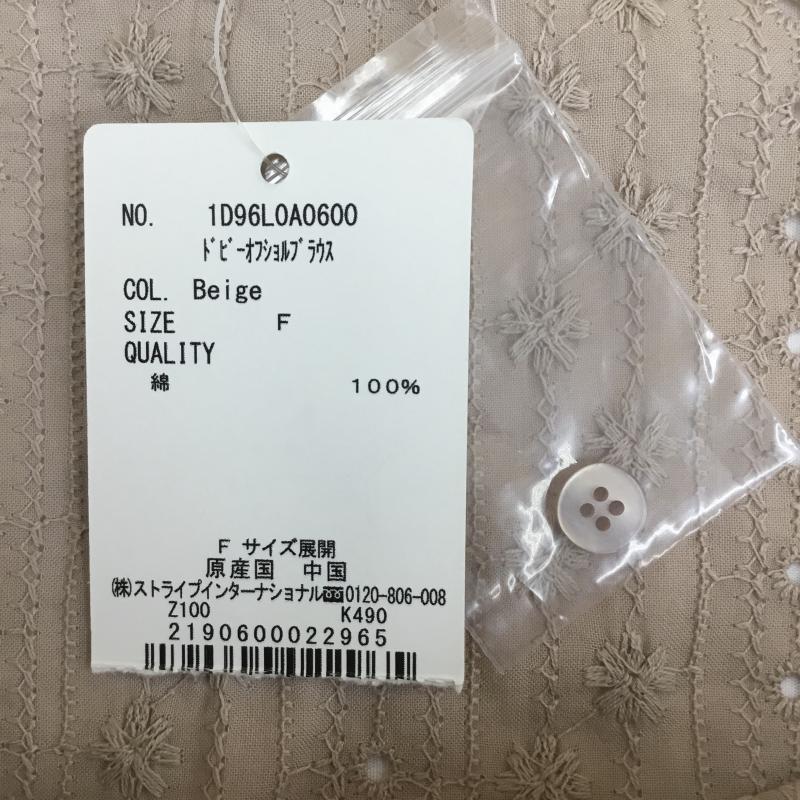 NO. 1D96L0A0600
ﾄﾞﾋﾞｰｵﾌｼｮﾙﾌﾞﾗｳｽ
COL. Beige
SIZE F
QUALITY
綿 100%
F サイズ展開
原産国 中国
(株)ストライプインターナショナル 0120-806-008
Z100 K490
2190600022965